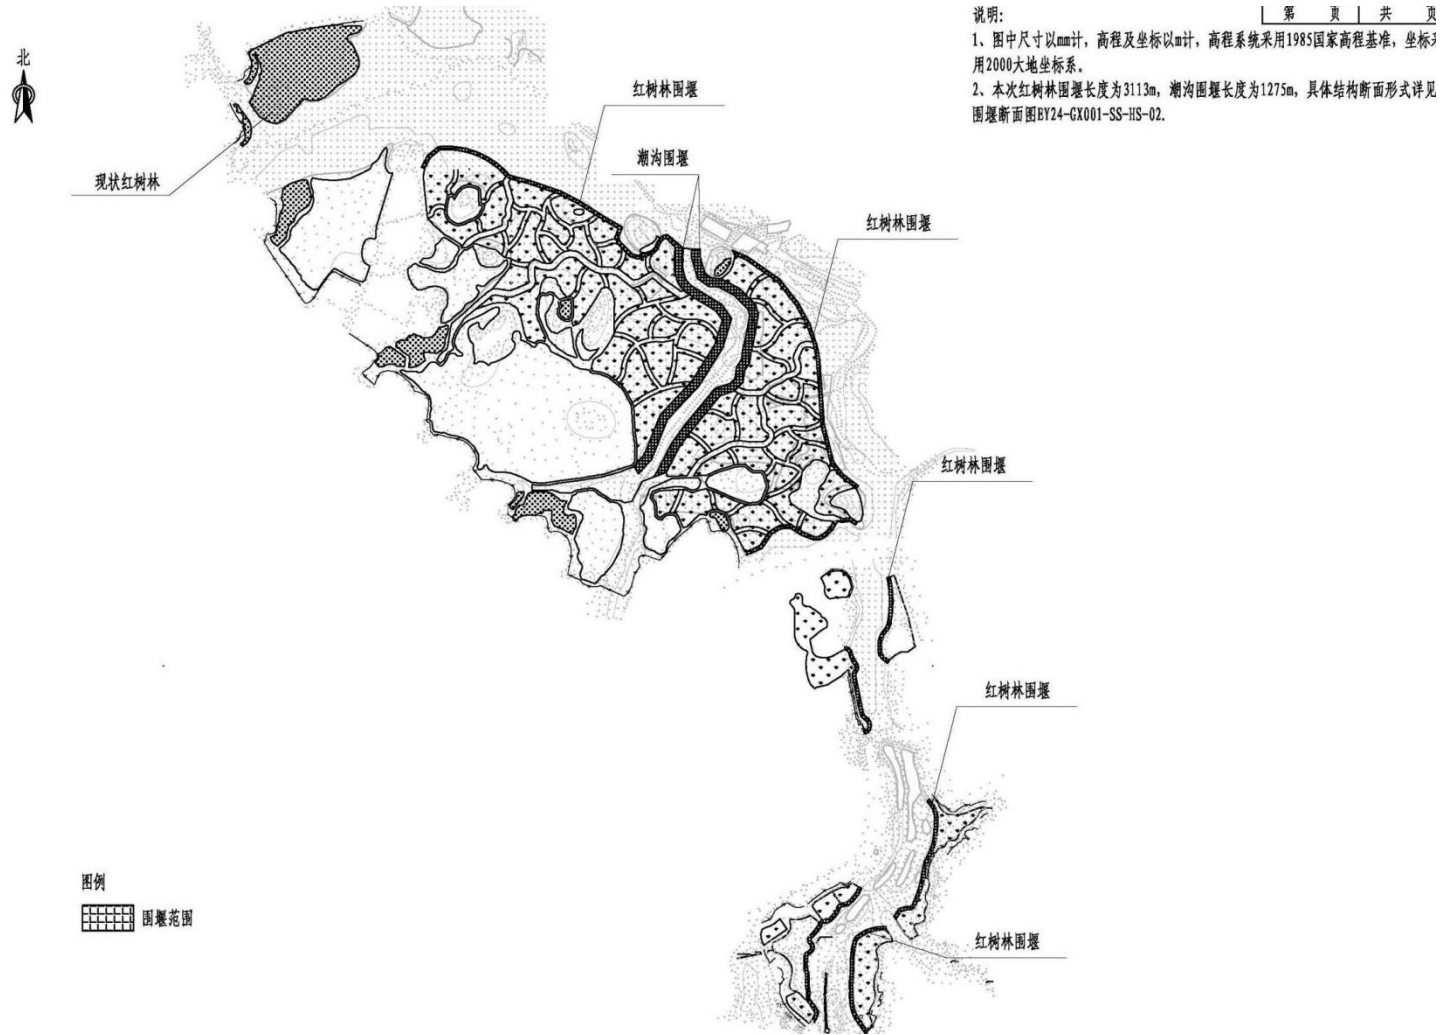 说明：
第 页 共 页
1、图中尺寸以mm计，高程及坐标以m计，高程系统采用1985国家高程基准，坐标采
用2000大地坐标系。
2、本次红树林围堰长度为3113m，潮沟围堰长度为1275m，具体结构断面形式详见
围堰断面图BY24-GX001-SS-HS-02.
北
红树林围堰
潮沟围堰
现状红树林
红树林围堰
红树林围堰
红树林围堰
图例
围堰范围
红树林围堰